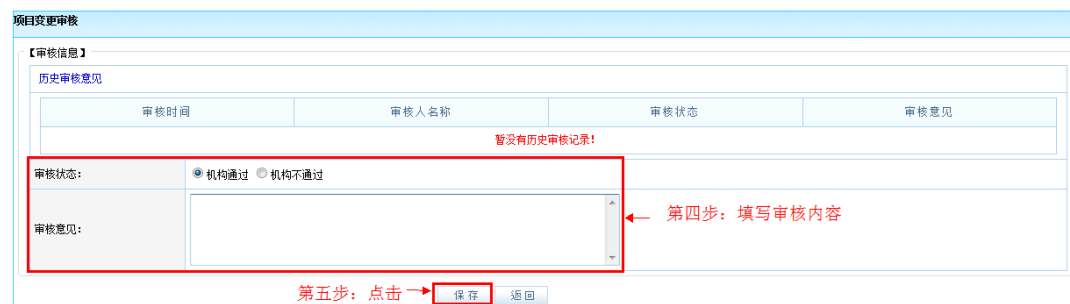 项目变更审核
【审核信息】
历史审核意见
审核时间 审核人名称 审核状态 审核意见
暂没有历史审核记录!
审核状态: 机构通过 机构不通过
审核意见:
第四步：填写审核内容
第五步：点击 保存 返回